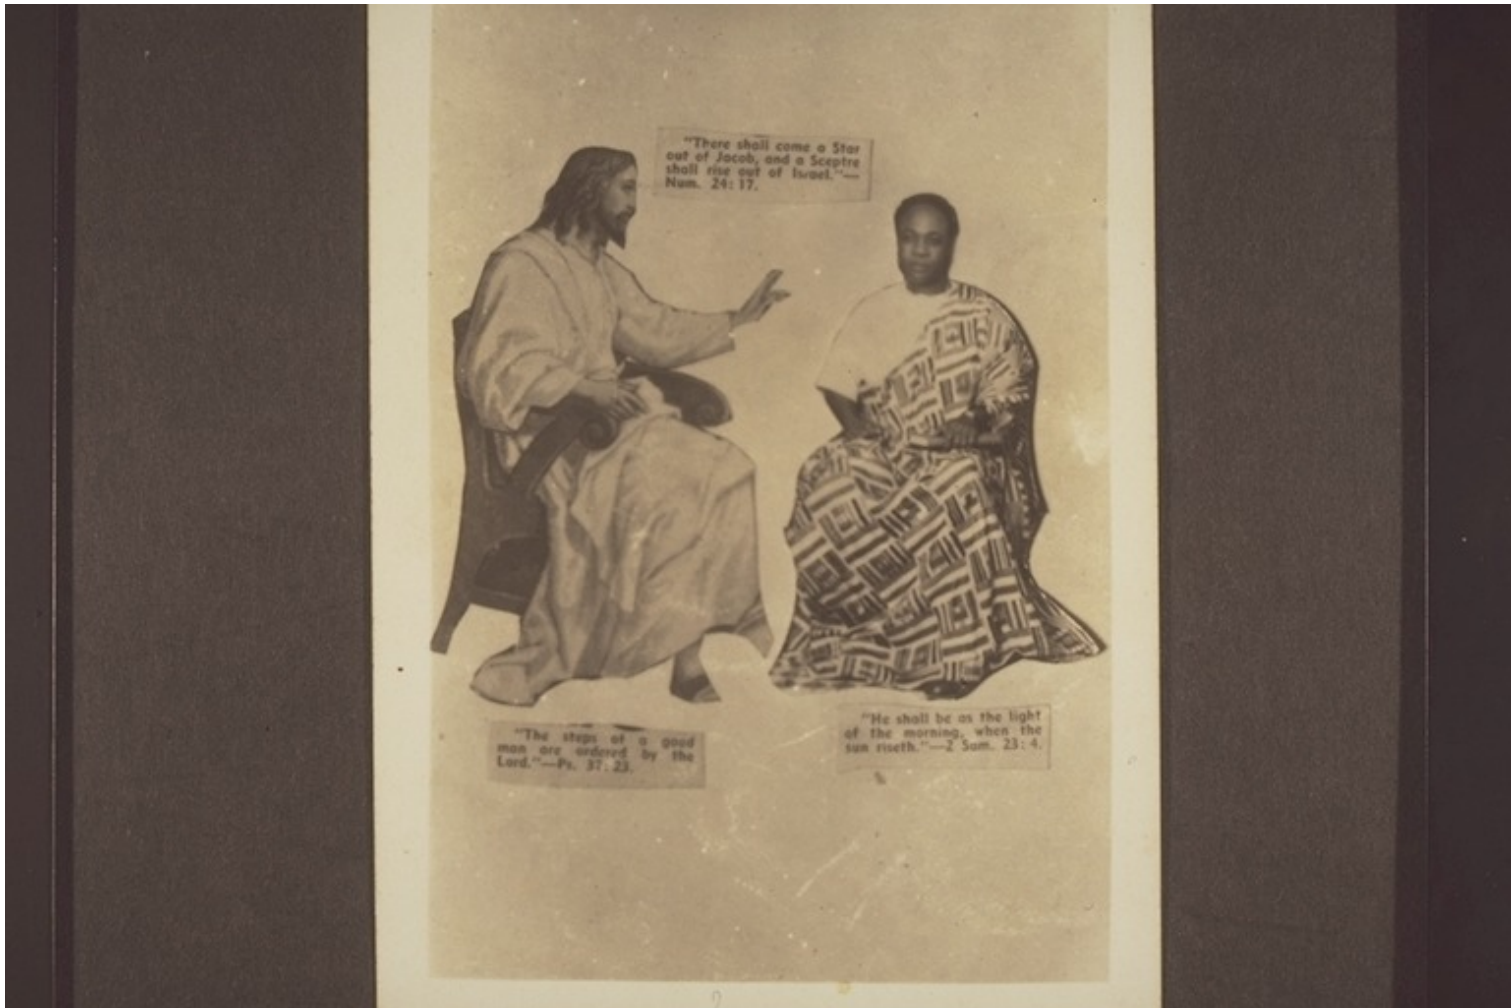 "There shall come a Star
out of Jacob, and a Sceptre
shall rise out of Israel."—
Num. 24:17.
"The steps of a good
man are ordered by the
Lord."—Ps. 37:23.
"He shall be as the light
of the morning, when the
sun riseth."—2 Sam. 23:4.